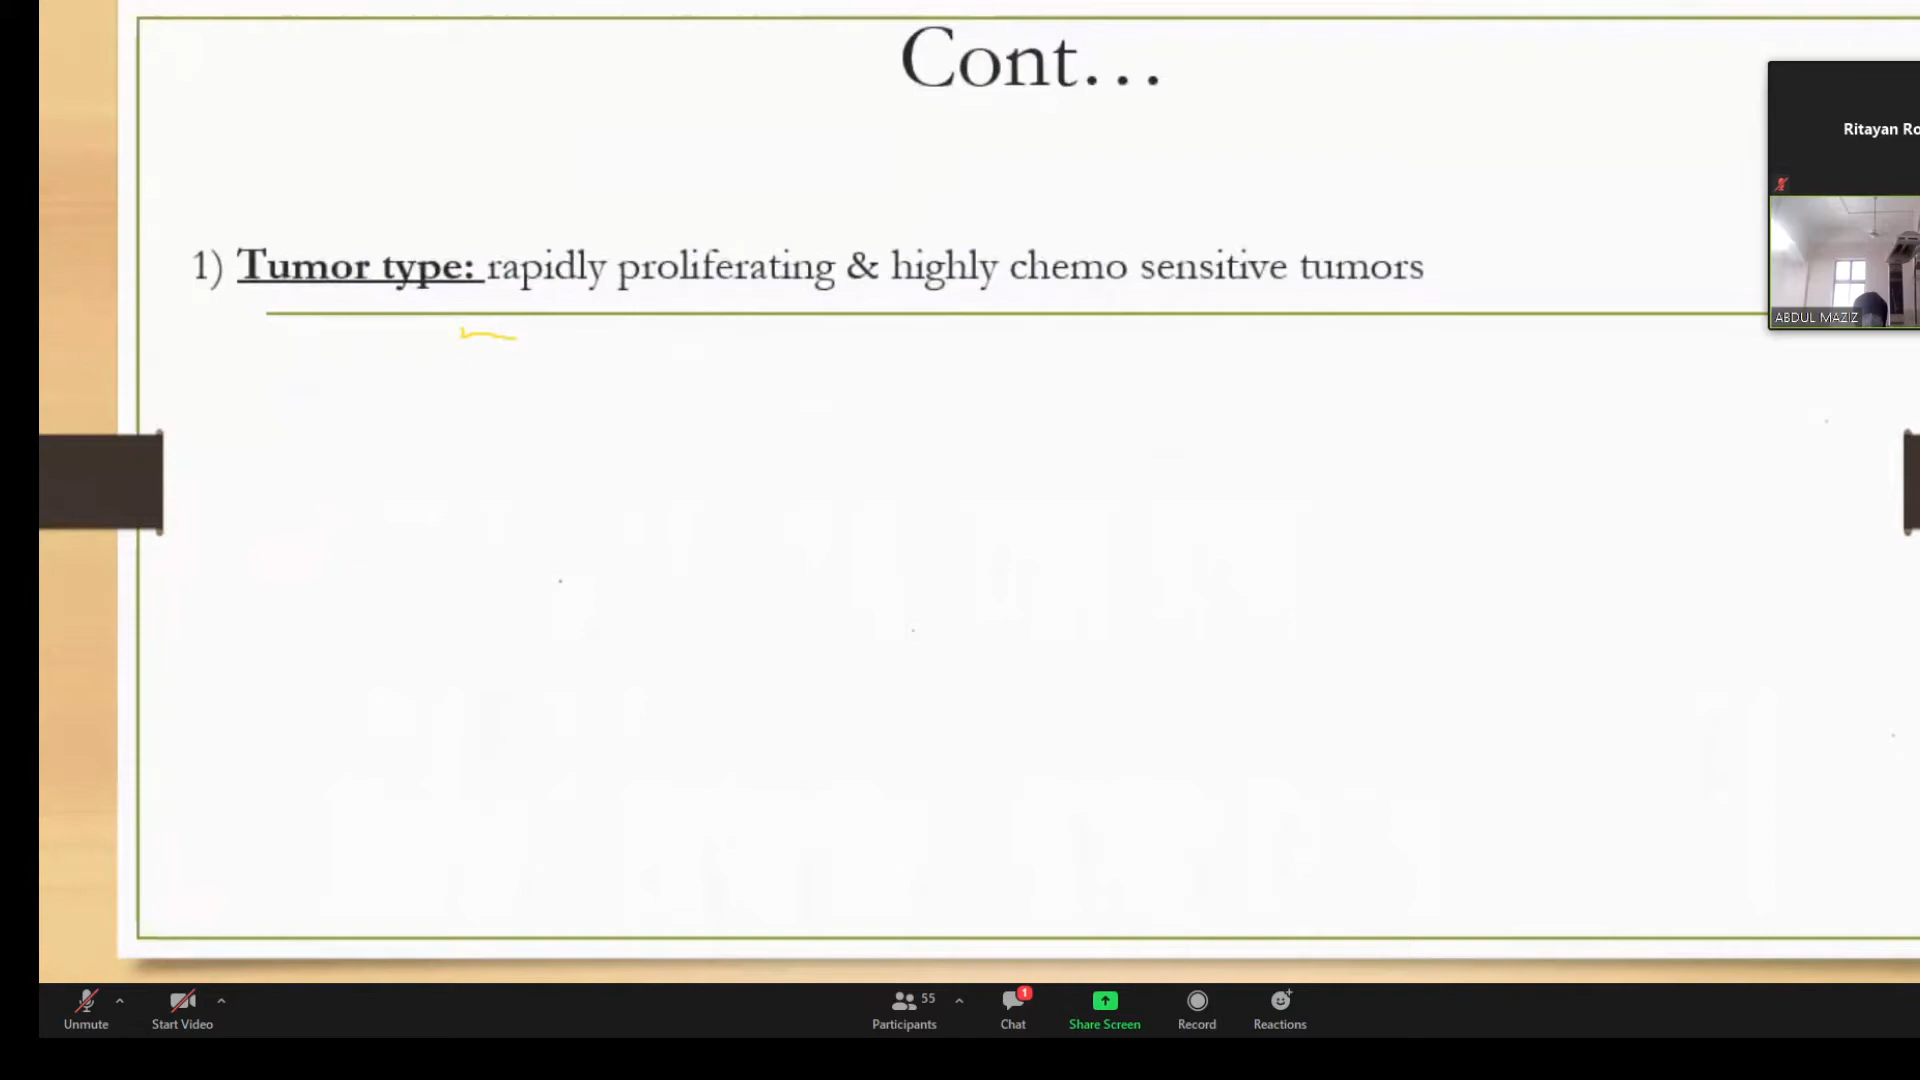 Cont...
Ritayan Ro
1) Tumor type: rapidly proliferating & highly chemo sensitive tumors
ABDUL MAZIZ
Unmute
Start Video
55
Participants
1
Chat
Share Screen
Record
Reactions